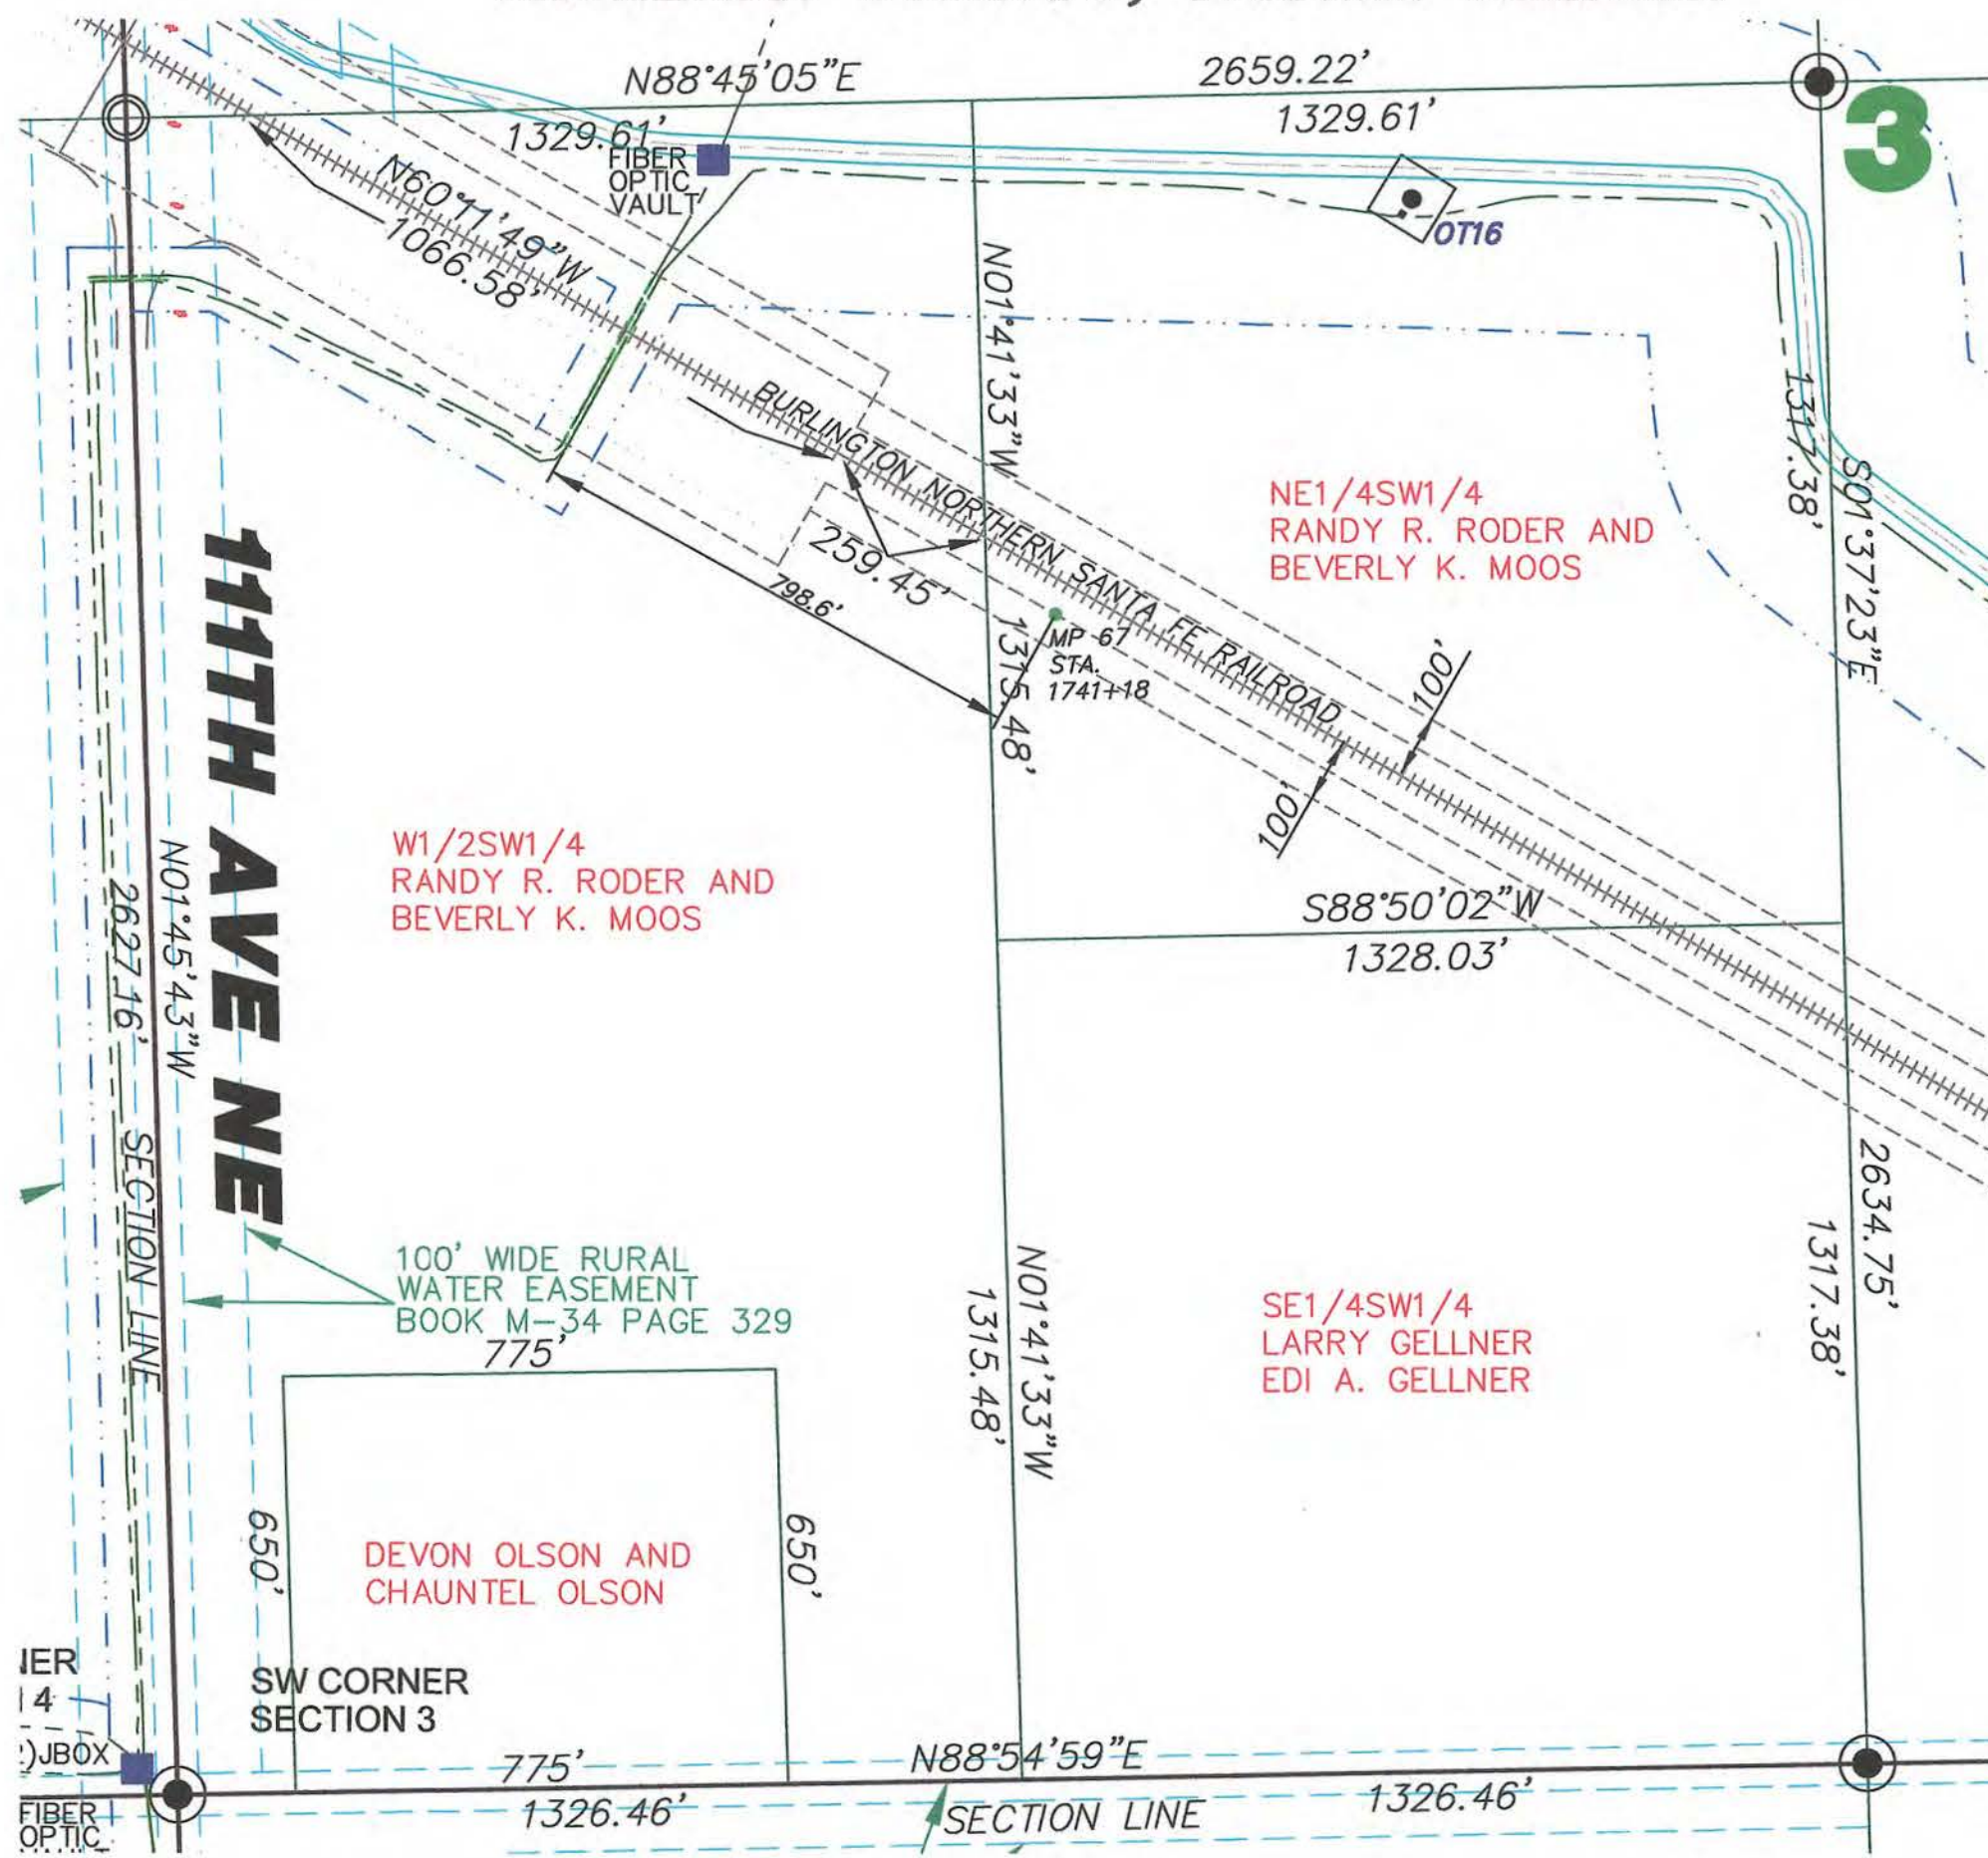 N88°45'05"E
2659.22'
1329.61'
1329.61'
3
FIBER
OPTIC
VAULT
N60°11'49"W
1066.58'
OT16
N01°41'33"W
1317.38'
BURLINGTON NORTHERN SANTA FE RAILROAD
NE1/4SW1/4
RANDY R. RODER AND
BEVERLY K. MOOS
S01°37'23"E
259.45'
798.6'
MP 67
STA.
1741+18
1315.48'
100'
100'
111TH AVE NE
W1/2SW1/4
RANDY R. RODER AND
BEVERLY K. MOOS
N01°45'43"W
2627.16'
SECTION LINE
S88°50'02"W
1328.03'
2634.75'
1317.38'
100' WIDE RURAL
WATER EASEMENT
BOOK M-34 PAGE 329
775'
N01°41'33"W
1315.48'
SE1/4SW1/4
LARRY GELLNER
EDI A. GELLNER
650'
650'
DEVON OLSON AND
CHAUNTEL OLSON
SW CORNER
SECTION 3
4
)JBOX
FIBER
OPTIC
775'
N88°54'59"E
1326.46'
1326.46'
SECTION LINE